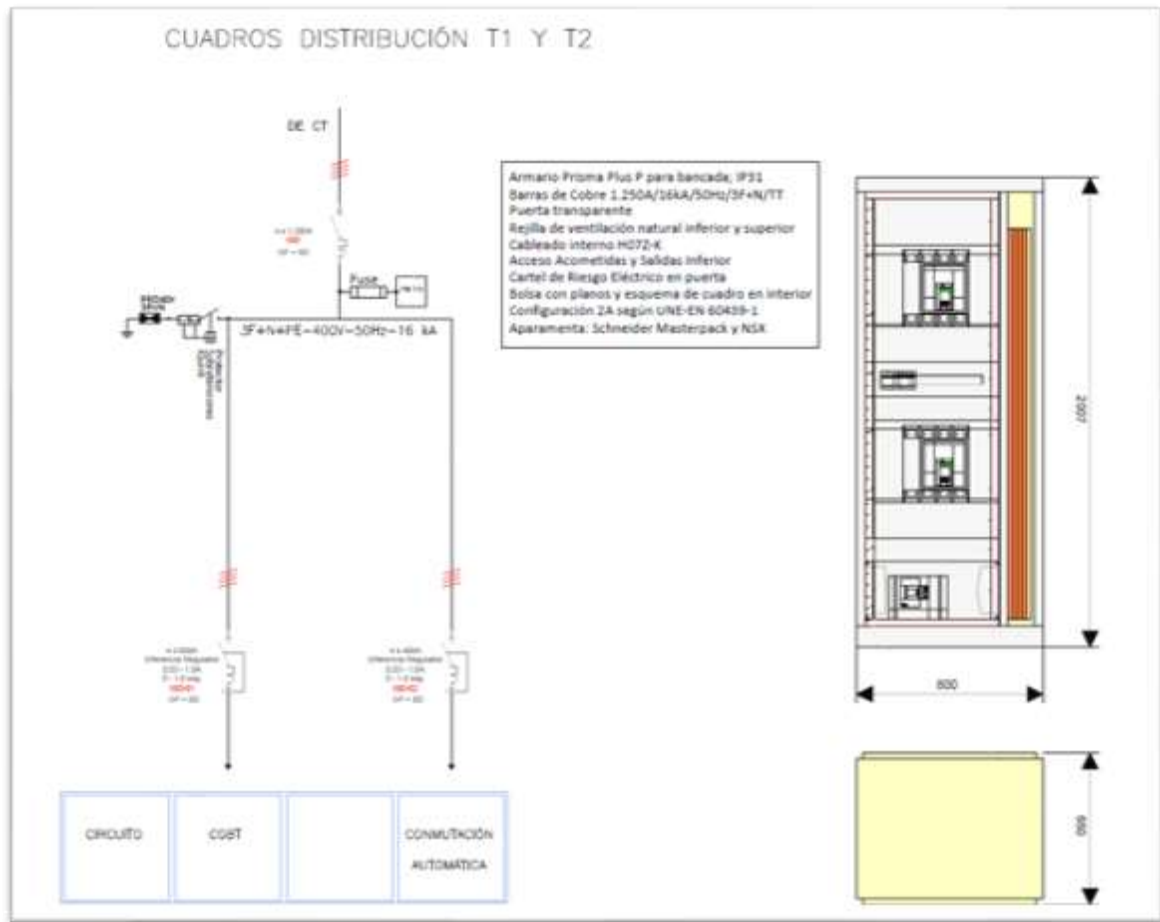 CUADROS DISTRIBUCIÓN T1 Y T2
DE CT
Fuse
3F+N+PE-400V-50Hz-16 kA
Protector
Sobretensiones
Armario Prisma Plus P para bancada; IP31
Barras de Cobre 1.250A/16kA/50Hz/3F+N/TT
Puerta transparente
Rejilla de ventilación natural inferior y superior
Cableado interno H07Z-K
Acceso Acometidas y Salidas Inferior
Cartel de Riesgo Eléctrico en puerta
Bolsa con planos y esquema de cuadro en interior
Configuración 2A según UNE-EN 60439-1
Aparamenta: Schneider Masterpack y NSX
2007
800
CIRCUITO
CGBT
CONMUTACIÓN
AUTOMÁTICA